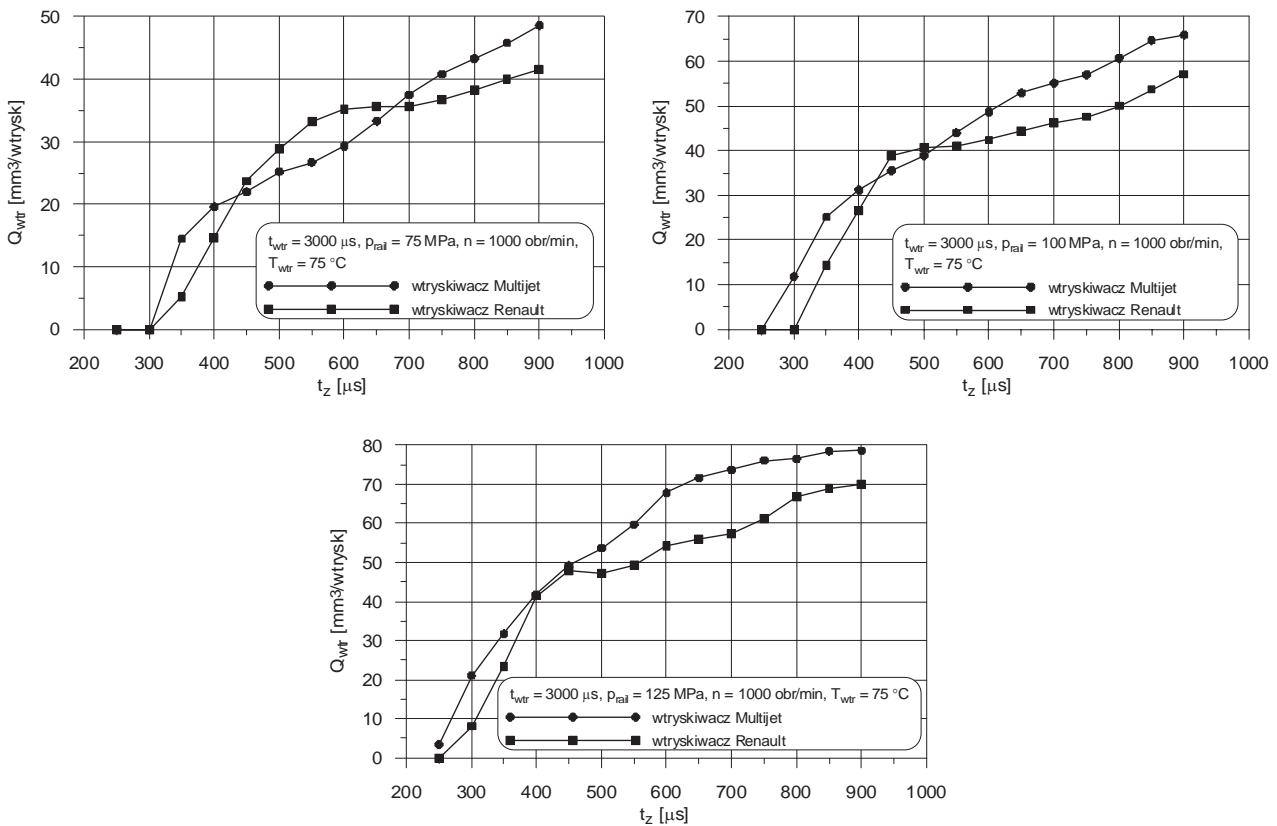 50
40
30
20
10
0
Q_wtr [mm³/wtrysk]
t_wtr = 3000 μs, p_rail = 75 MPa, n = 1000 obr/min,
T_wtr = 75 °C
wtryskiwacz Multijet
wtryskiwacz Renault
200 300 400 500 600 700 800 900 1000
t_z [μs]
70
60
50
40
30
20
10
0
Q_wtr [mm³/wtrysk]
t_wtr = 3000 μs, p_rail = 100 MPa, n = 1000 obr/min,
T_wtr = 75 °C
wtryskiwacz Multijet
wtryskiwacz Renault
200 300 400 500 600 700 800 900 1000
t_z [μs]
80
70
60
50
40
30
20
10
0
Q_wtr [mm³/wtrysk]
t_wtr = 3000 μs, p_rail = 125 MPa, n = 1000 obr/min, T_wtr = 75 °C
wtryskiwacz Multijet
wtryskiwacz Renault
200 300 400 500 600 700 800 900 1000
t_z [μs]